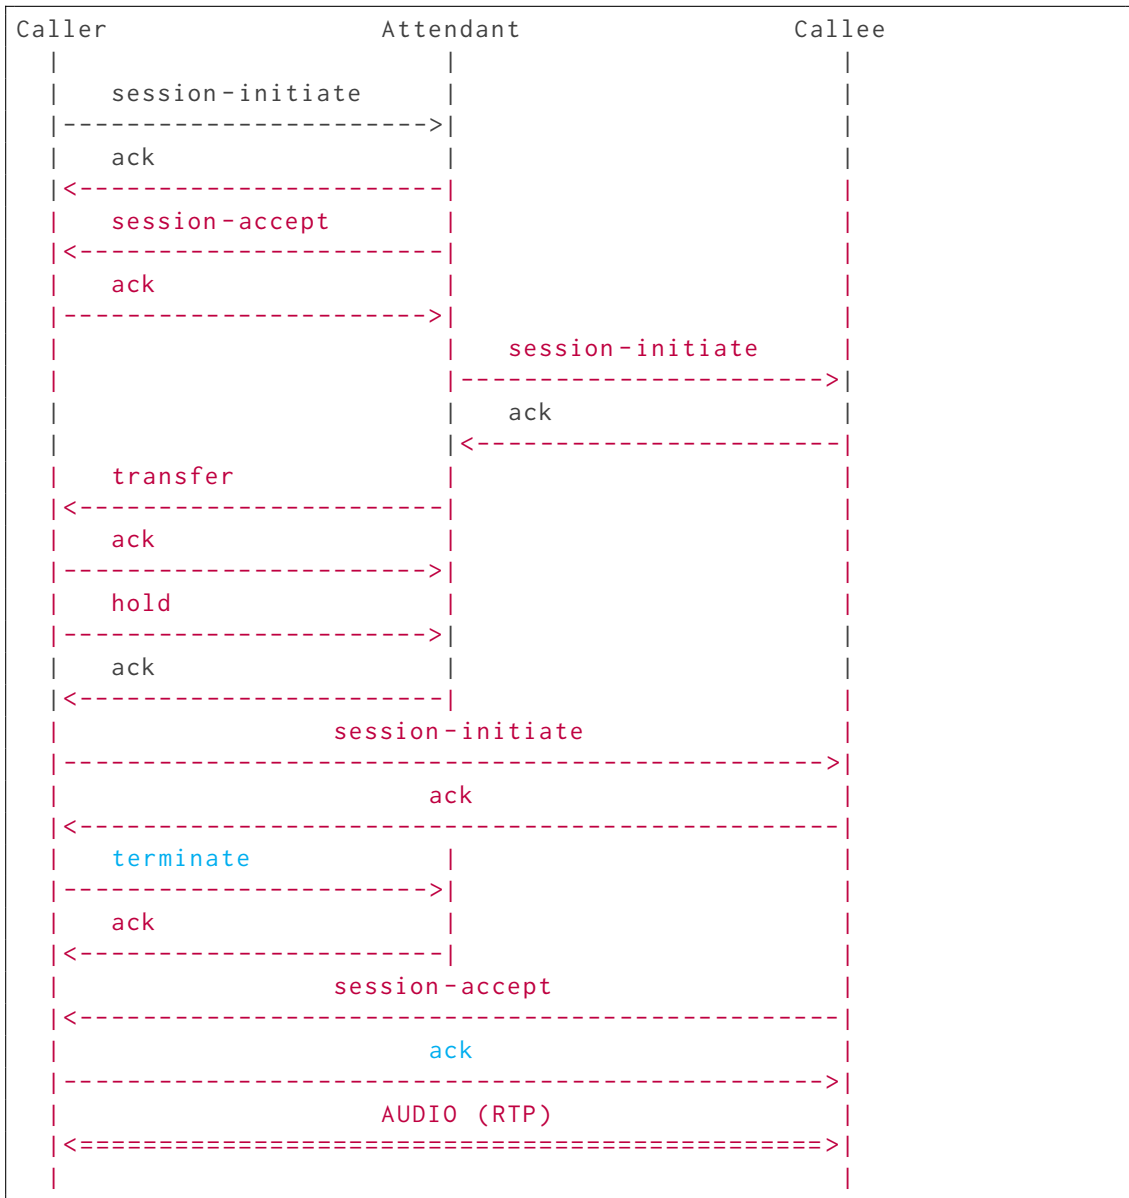 Caller                 Attendant                 Callee
  |                        |                        |
  |   session-initiate     |                        |
  |----------------------->|                        |
  |   ack                  |                        |
  |<-----------------------|                        |
  |   session-accept       |                        |
  |<-----------------------|                        |
  |   ack                  |                        |
  |----------------------->|                        |
  |                        |   session-initiate     |
  |                        |----------------------->|
  |                        |   ack                  |
  |                        |<-----------------------|
  |   transfer             |                        |
  |<-----------------------|                        |
  |   ack                  |                        |
  |----------------------->|                        |
  |   hold                 |                        |
  |----------------------->|                        |
  |   ack                  |                        |
  |<-----------------------|                        |
  |                 session-initiate                |
  |------------------------------------------------>|
  |                       ack                       |
  |<------------------------------------------------|
  |   terminate            |                        |
  |----------------------->|                        |
  |   ack                  |                        |
  |<-----------------------|                        |
  |                 session-accept                  |
  |<------------------------------------------------|
  |                       ack                       |
  |------------------------------------------------>|
  |                    AUDIO (RTP)                  |
  |<===============================================>|
  |                                                 |